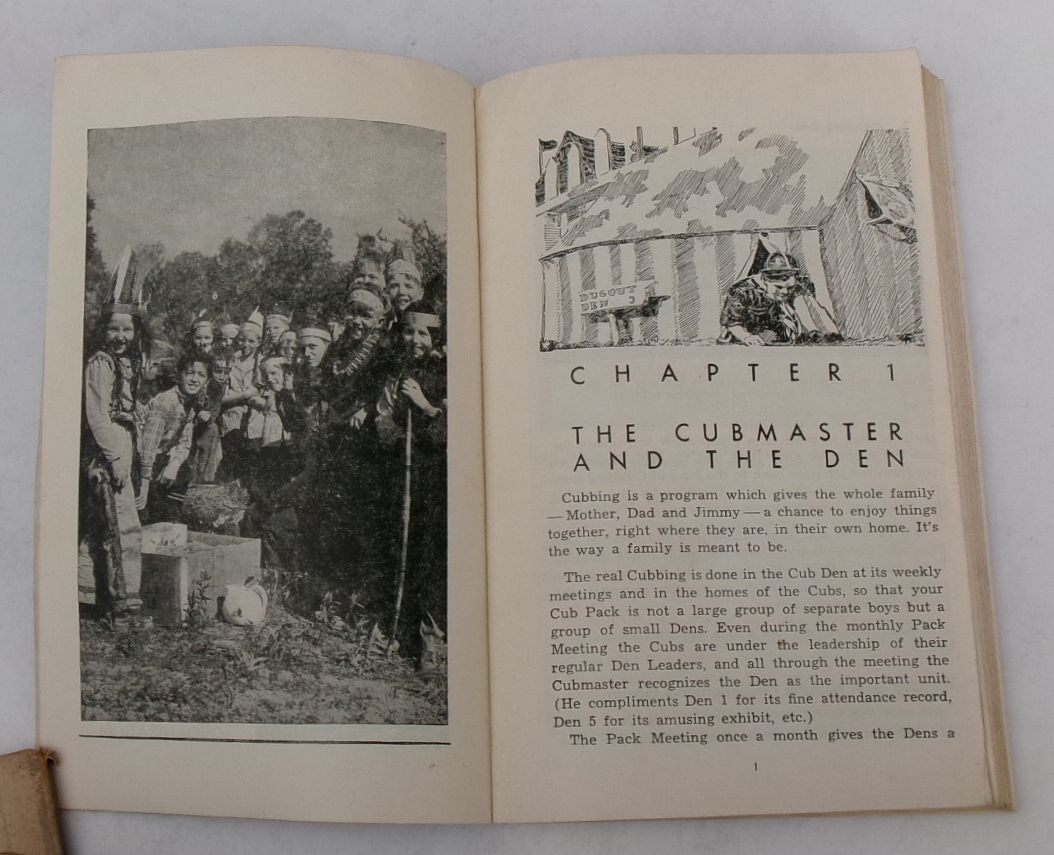 DUGOUT
DEN 3
CHAPTER 1
THE CUBMASTER
AND THE DEN
Cubbing is a program which gives the whole family
— Mother, Dad and Jimmy — a chance to enjoy things
together, right where they are, in their own home. It's
the way a family is meant to be.
The real Cubbing is done in the Cub Den at its weekly
meetings and in the homes of the Cubs, so that your
Cub Pack is not a large group of separate boys but a
group of small Dens. Even during the monthly Pack
Meeting the Cubs are under the leadership of their
regular Den Leaders, and all through the meeting the
Cubmaster recognizes the Den as the important unit.
(He compliments Den 1 for its fine attendance record,
Den 5 for its amusing exhibit, etc.)
The Pack Meeting once a month gives the Dens a
1